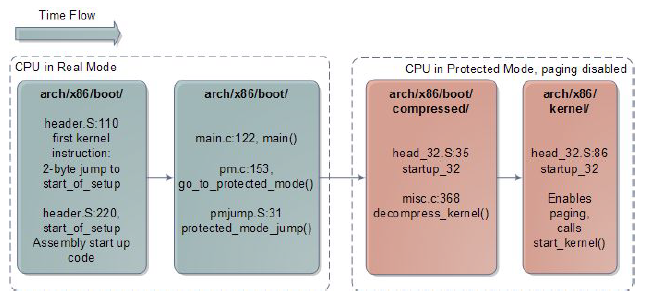 Time Flow
CPU in Real Mode
arch/x86/boot/
header.S:110
first kernel
instruction:
2-byte jump to
start_of_setup
header.S:220,
start_of_setup
Assembly start up
code
arch/x86/boot/
main.c:122, main()
pm.c:153,
go_to_protected_mode()
pmjump.S:31
protected_mode_jump()
CPU in Protected Mode, paging disabled
arch/x86/boot/
compressed/
head_32.S:35
startup_32
misc.c:368
decompress_kernel()
arch/x86/
kernel/
head_32.S:86
startup_32
Enables
paging,
calls
start_kernel()